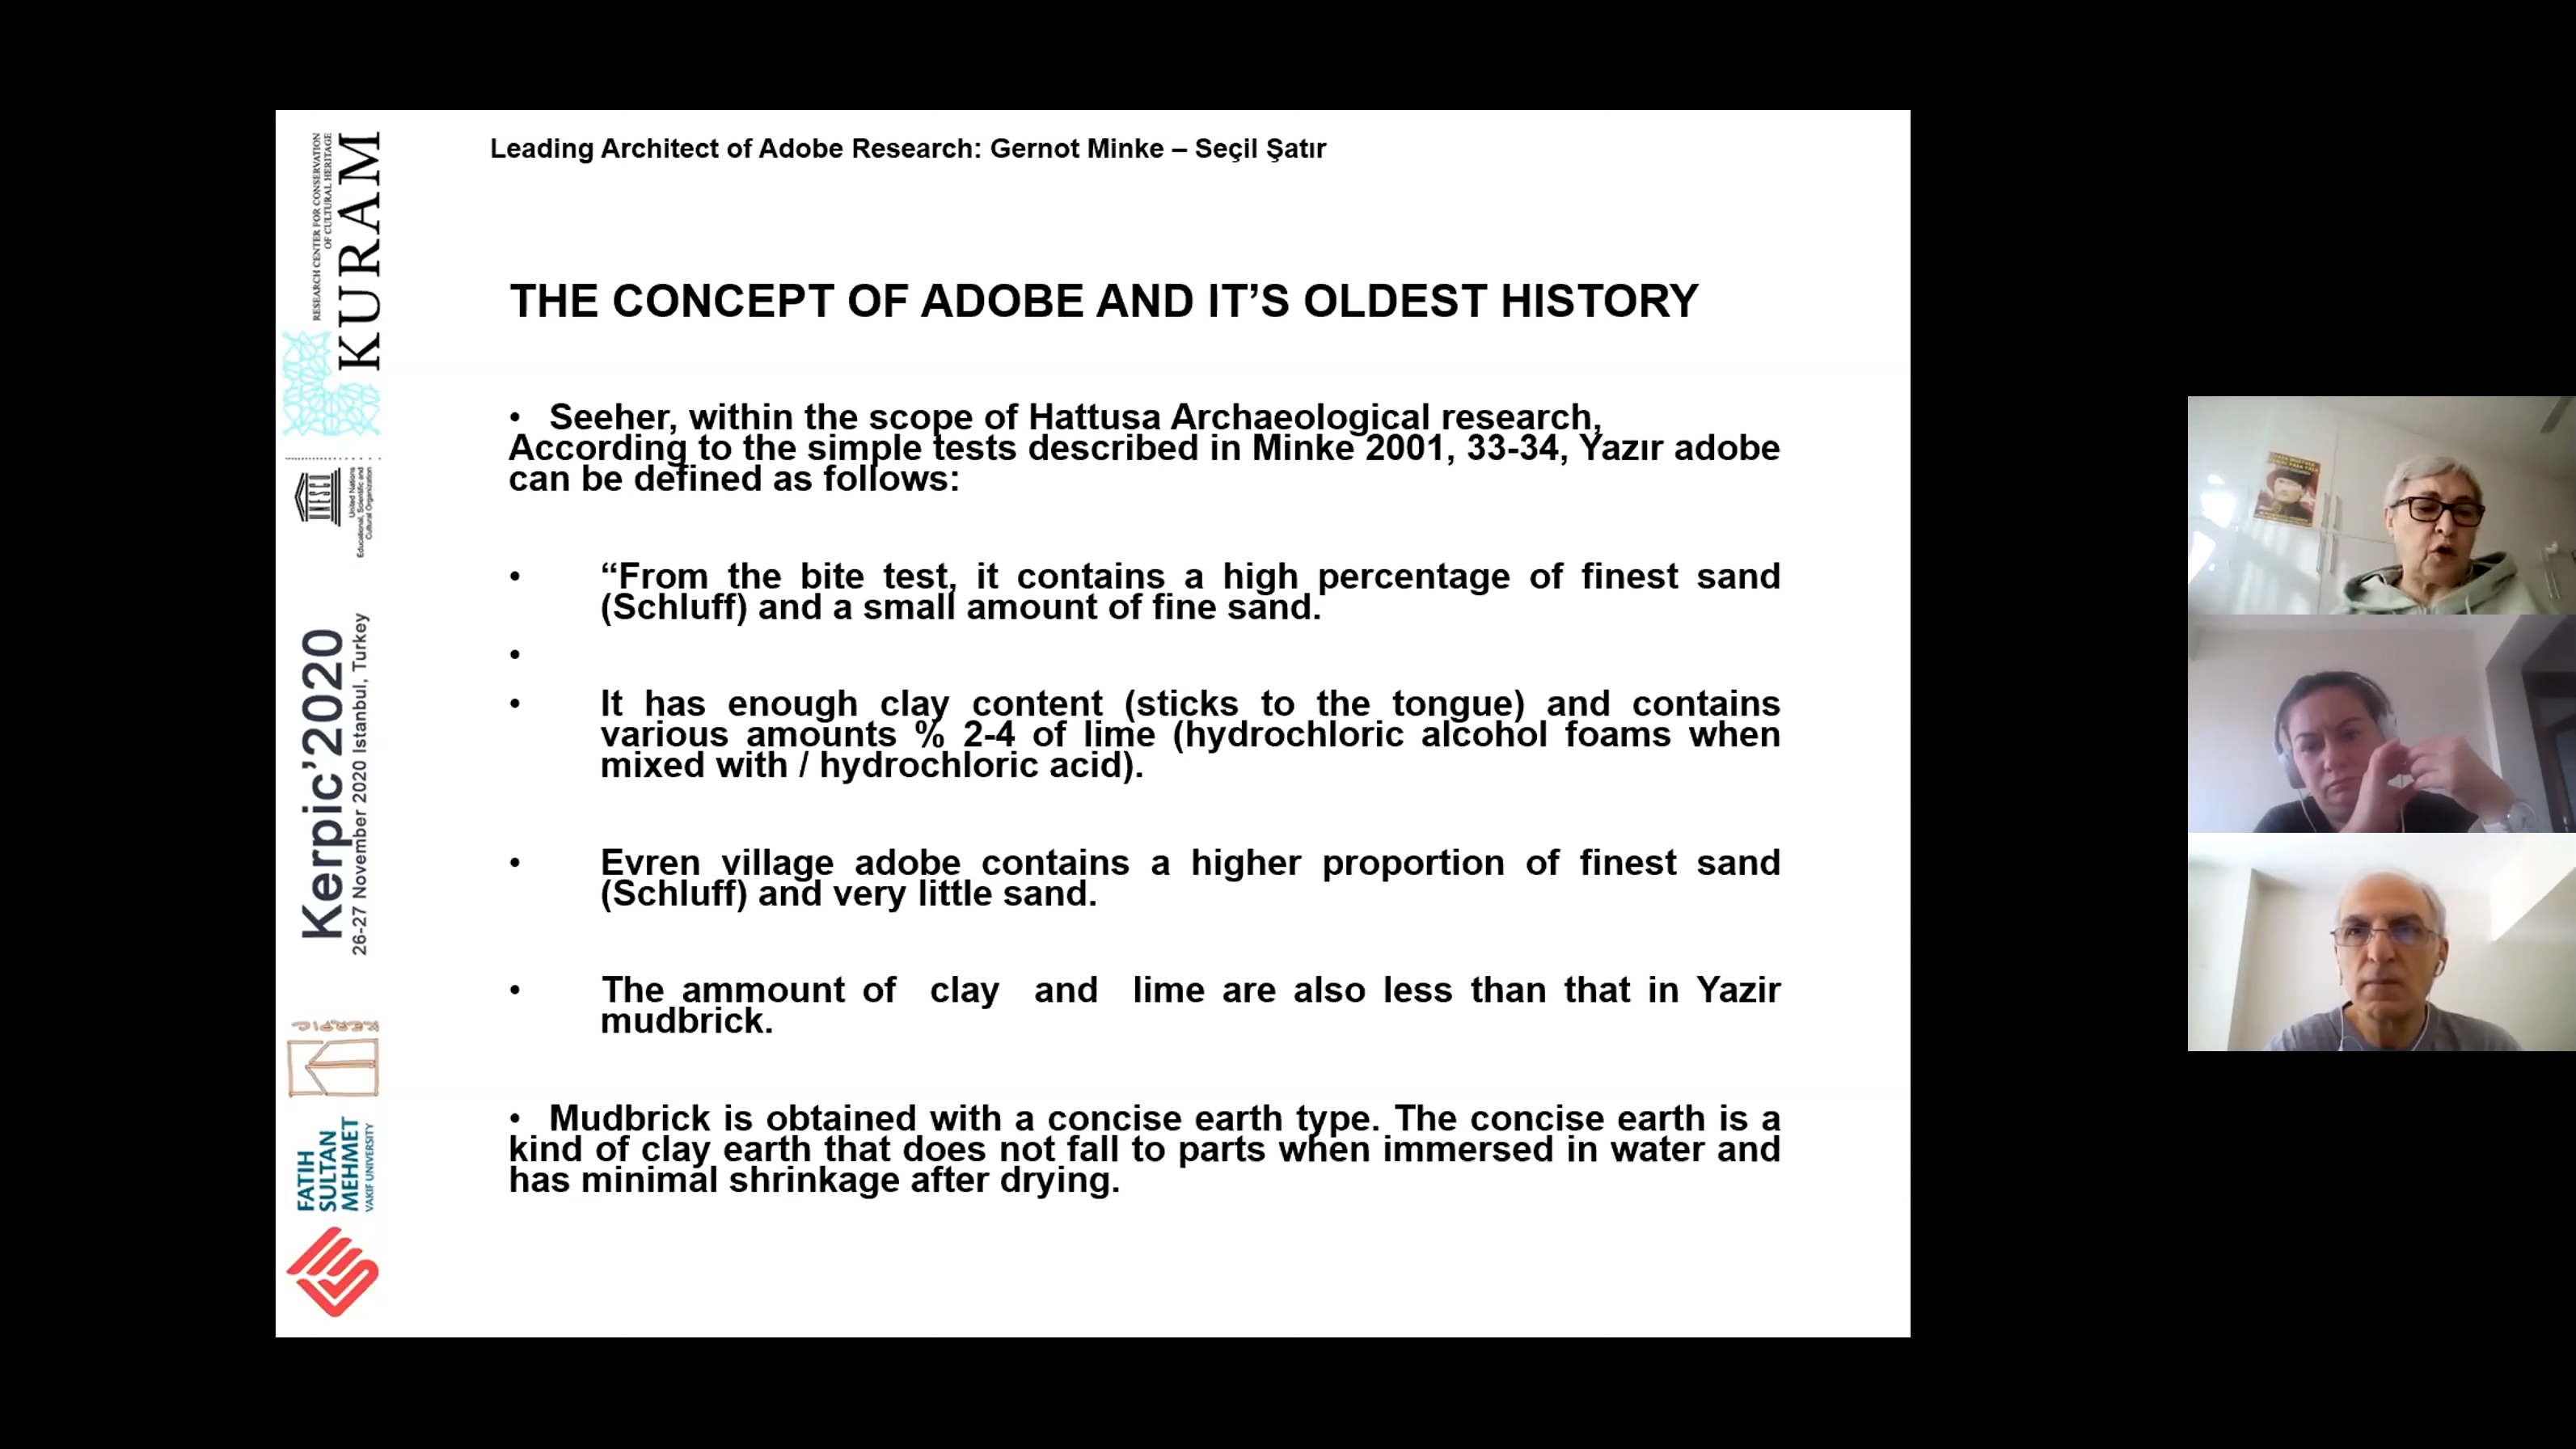 Leading Architect of Adobe Research: Gernot Minke – Seçil Şatır
THE CONCEPT OF ADOBE AND IT’S OLDEST HISTORY
• Seeher, within the scope of Hattusa Archaeological research,
According to the simple tests described in Minke 2001, 33-34, Yazır adobe
can be defined as follows:
• “From the bite test, it contains a high percentage of finest sand
(Schluff) and a small amount of fine sand.
•
• It has enough clay content (sticks to the tongue) and contains
various amounts % 2-4 of lime (hydrochloric alcohol foams when
mixed with / hydrochloric acid).
• Evren village adobe contains a higher proportion of finest sand
(Schluff) and very little sand.
• The ammount of clay and lime are also less than that in Yazir
mudbrick.
• Mudbrick is obtained with a concise earth type. The concise earth is a
kind of clay earth that does not fall to parts when immersed in water and
has minimal shrinkage after drying.
RESEARCH CENTER FOR CONSERVATION
OF CULTURAL HERITAGE
KURAM
UNESCO
United Nations
Educational, Scientific and
Cultural Organization
Kerpic’2020
26-27 November 2020 Istanbul, Turkey
KERPIC
FATIH
SULTAN
MEHMET
VAKIF UNIVERSITY